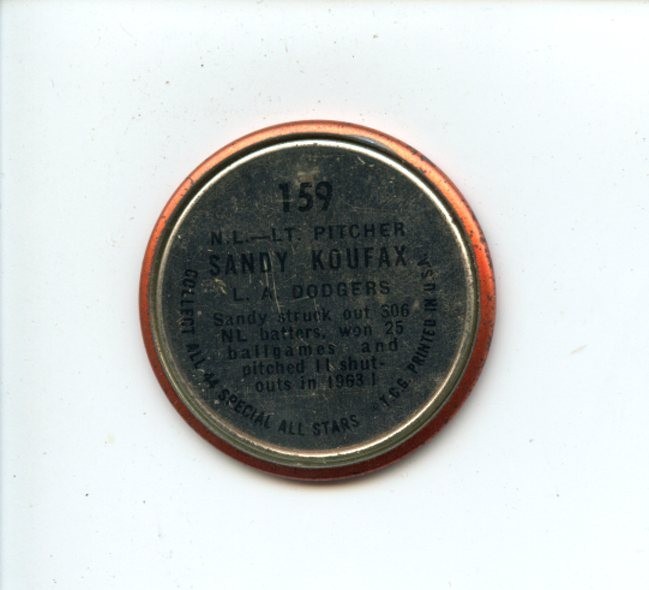 159
N.L.—LT. PITCHER
SANDY KOUFAX
L. A. DODGERS
Sandy struck out 306
NL batters, won 25
ballgames and
pitched 11 shut-
outs in 1963!
COLLECT ALL 44 SPECIAL ALL STARS
©T.C.G. PRINTED IN U.S.A.